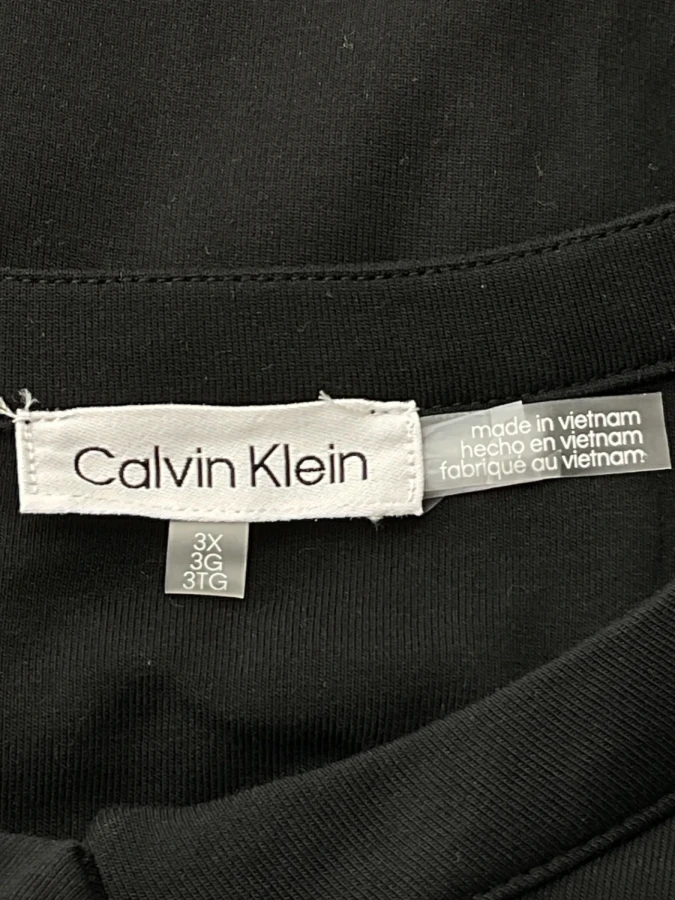 Calvin Klein
made in vietnam
hecho en vietnam
fabriqué au vietnam
3X
3G
3TG